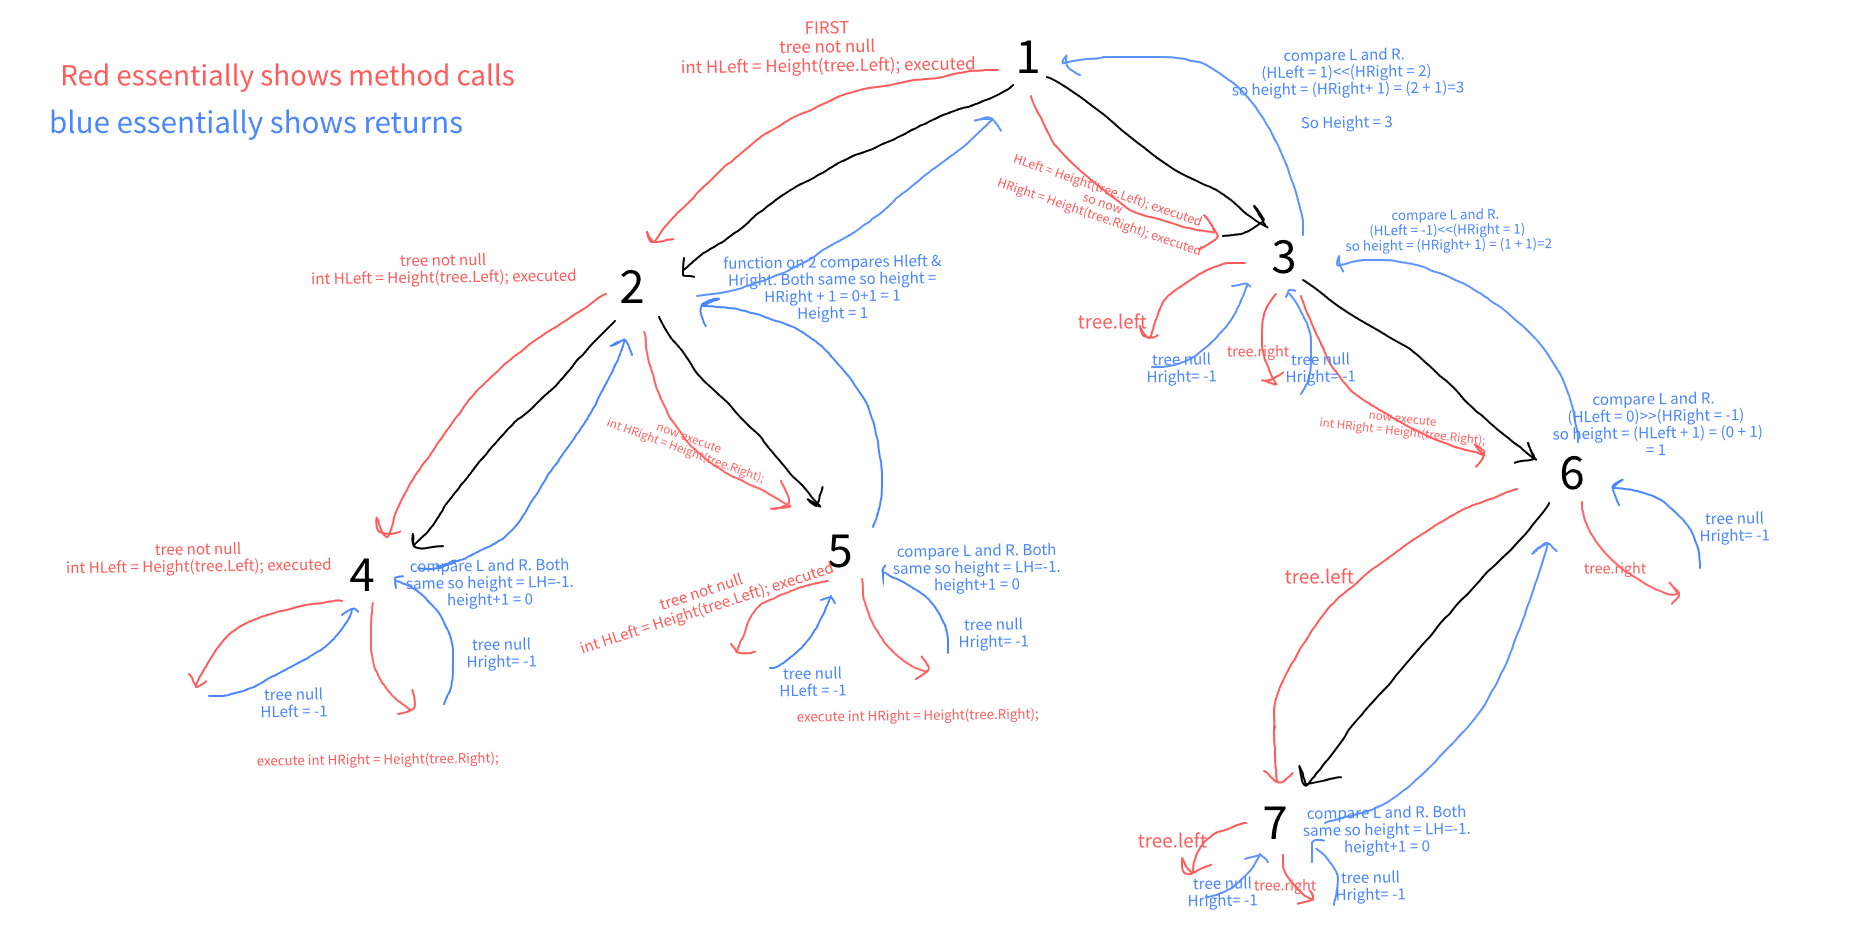 Red essentially shows method calls
blue essentially shows returns
FIRST
tree not null
int HLeft = Height(tree.Left); executed
1
compare L and R.
(HLeft = 1)<<(HRight = 2)
so height = (HRight+ 1) = (2 + 1)=3
So Height = 3
HLeft = Height(tree.Left); executed
so now
HRight = Height(tree.Right); executed
tree not null
int HLeft = Height(tree.Left); executed
2
function on 2 compares Hleft &
Hright. Both same so height =
HRight + 1 = 0+1 = 1
Height = 1
3
compare L and R.
(HLeft = -1)<<(HRight = 1)
so height = (HRight+ 1) = (1 + 1)=2
tree.left
tree null
Hright= -1
tree.right
tree null
Hright= -1
now execute
int HRight = Height(tree.Right);
now execute
int HRight = Height(tree.Right);
compare L and R.
(HLeft = 0)>>(HRight = -1)
so height = (HLeft + 1) = (0 + 1)
= 1
6
tree null
Hright= -1
tree.right
tree.left
tree not null
int HLeft = Height(tree.Left); executed
4
compare L and R. Both
same so height = LH=-1.
height+1 = 0
tree null
HLeft = -1
tree null
Hright= -1
execute int HRight = Height(tree.Right);
5
tree not null
int HLeft = Height(tree.Left); executed
compare L and R. Both
same so height = LH=-1.
height+1 = 0
tree null
HLeft = -1
tree null
Hright= -1
execute int HRight = Height(tree.Right);
7
compare L and R. Both
same so height = LH=-1.
height+1 = 0
tree.left
tree null
Hright= -1
tree.right
tree null
Hright= -1